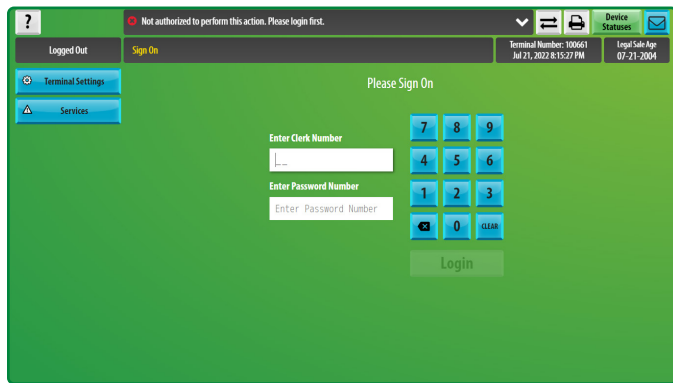 ?
Not authorized to perform this action. Please login first.
Device
Statuses
Logged Out
Sign On
Terminal Number: 100661
Jul 21, 2022 8:15:27 PM
Legal Sale Age
07-21-2004
Terminal Settings
Services
Please Sign On
Enter Clerk Number
_ _
Enter Password Number
Enter Password Number
7 8 9
4 5 6
1 2 3
0 CLEAR
Login